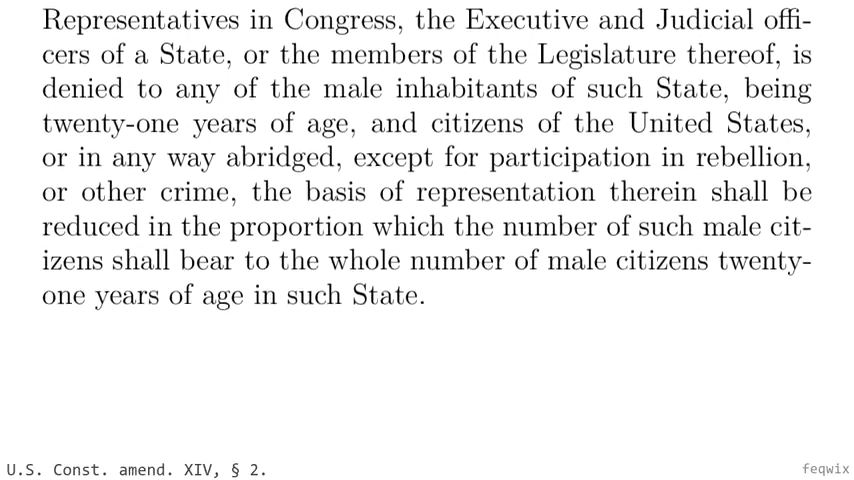 Representatives in Congress, the Executive and Judicial offi-
cers of a State, or the members of the Legislature thereof, is
denied to any of the male inhabitants of such State, being
twenty-one years of age, and citizens of the United States,
or in any way abridged, except for participation in rebellion,
or other crime, the basis of representation therein shall be
reduced in the proportion which the number of such male cit-
izens shall bear to the whole number of male citizens twenty-
one years of age in such State.
U.S. Const. amend. XIV, § 2.
feqwix